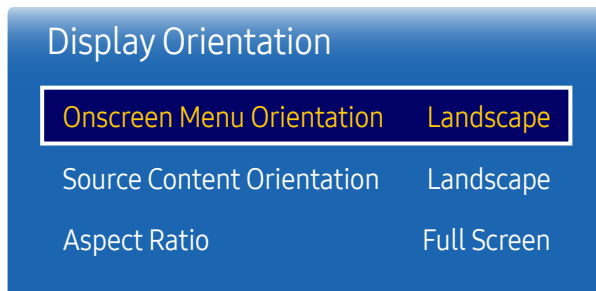 Display Orientation
Onscreen Menu Orientation Landscape
Source Content Orientation Landscape
Aspect Ratio Full Screen